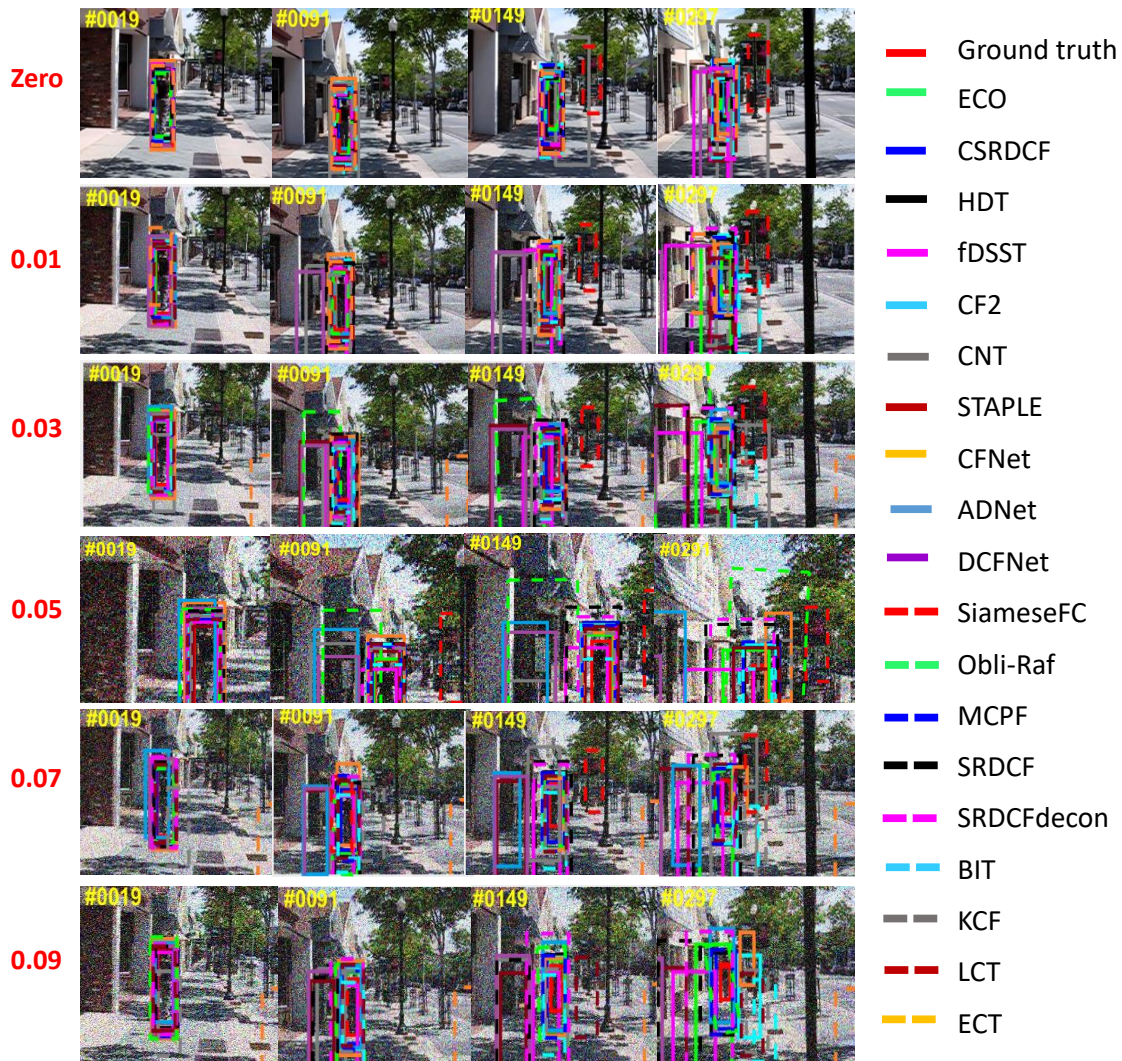 Zero
#0019
#0091
#0149
#0297
0.01
#0019
#0091
#0149
#0297
0.03
#0019
#0091
#0149
#0297
0.05
#0019
#0091
#0149
#0291
0.07
#0019
#0091
#0149
#0297
0.09
#0019
#0091
#0149
#0297
Ground truth
ECO
CSRDCF
HDT
fDSST
CF2
CNT
STAPLE
CFNet
ADNet
DCFNet
SiameseFC
Obli-Raf
MCPF
SRDCF
SRDCFdecon
BIT
KCF
LCT
ECT